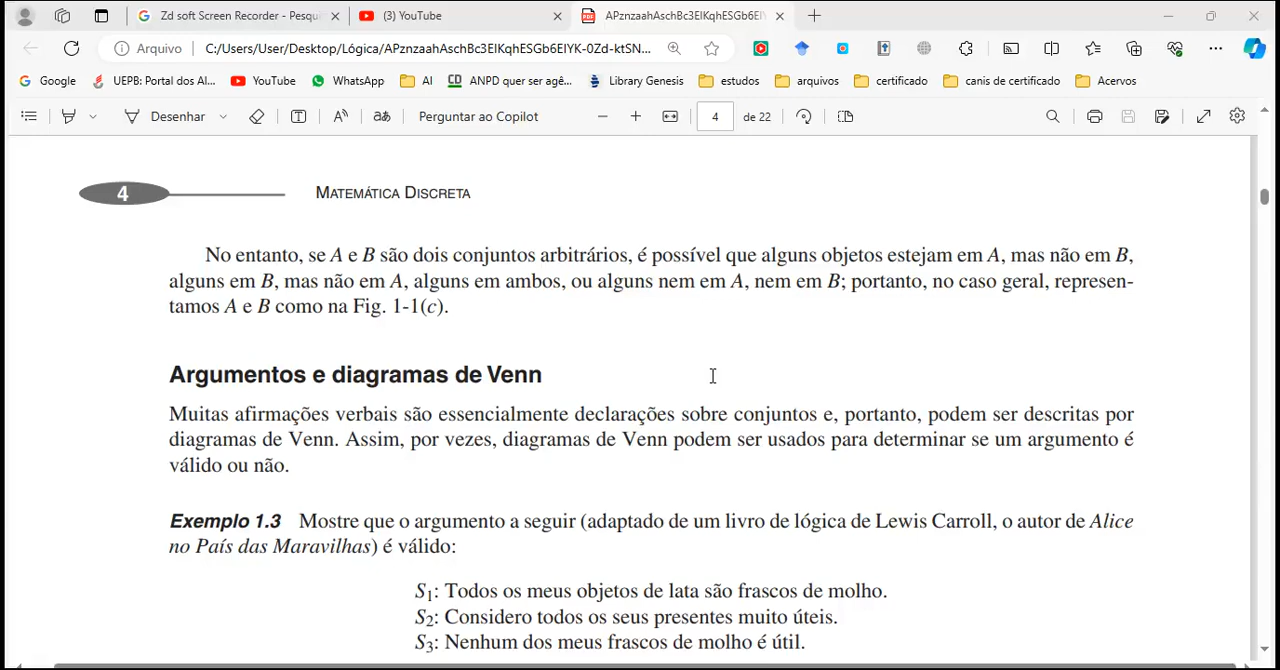 Zd soft Screen Recorder - Pesqui
(3) YouTube
APznzaahAschBc3EIKqhESGb6EIY
Arquivo
C:/Users/User/Desktop/Lógica/APznzaahAschBc3EIKqhESGb6EIYK-0Zd-ktSN...
Google
UEPB: Portal dos Al...
YouTube
WhatsApp
AI
CD ANPD quer ser agê...
Library Genesis
estudos
arquivos
certificado
canis de certificado
Acervos
Desenhar
aあ
Perguntar ao Copilot
4
de 22
4
MATEMÁTICA DISCRETA
No entanto, se A e B são dois conjuntos arbitrários, é possível que alguns objetos estejam em A, mas não em B,
alguns em B, mas não em A, alguns em ambos, ou alguns nem em A, nem em B; portanto, no caso geral, represen-
tamos A e B como na Fig. 1-1(c).
Argumentos e diagramas de Venn
Muitas afirmações verbais são essencialmente declarações sobre conjuntos e, portanto, podem ser descritas por
diagramas de Venn. Assim, por vezes, diagramas de Venn podem ser usados para determinar se um argumento é
válido ou não.
Exemplo 1.3 Mostre que o argumento a seguir (adaptado de um livro de lógica de Lewis Carroll, o autor de Alice
no País das Maravilhas) é válido:
S₁: Todos os meus objetos de lata são frascos de molho.
S₂: Considero todos os seus presentes muito úteis.
S₃: Nenhum dos meus frascos de molho é útil.